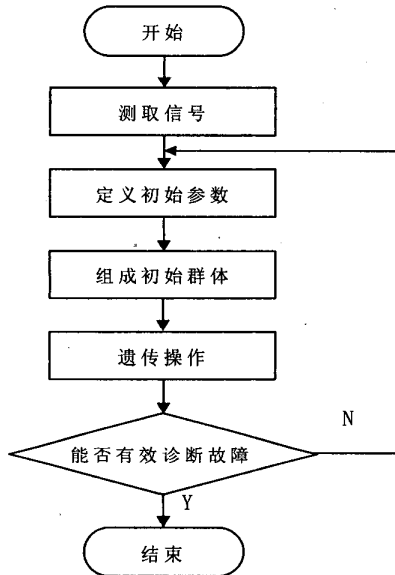 开始
测取信号
定义初始参数
组成初始群体
遗传操作
能否有效诊断故障
N
Y
结束